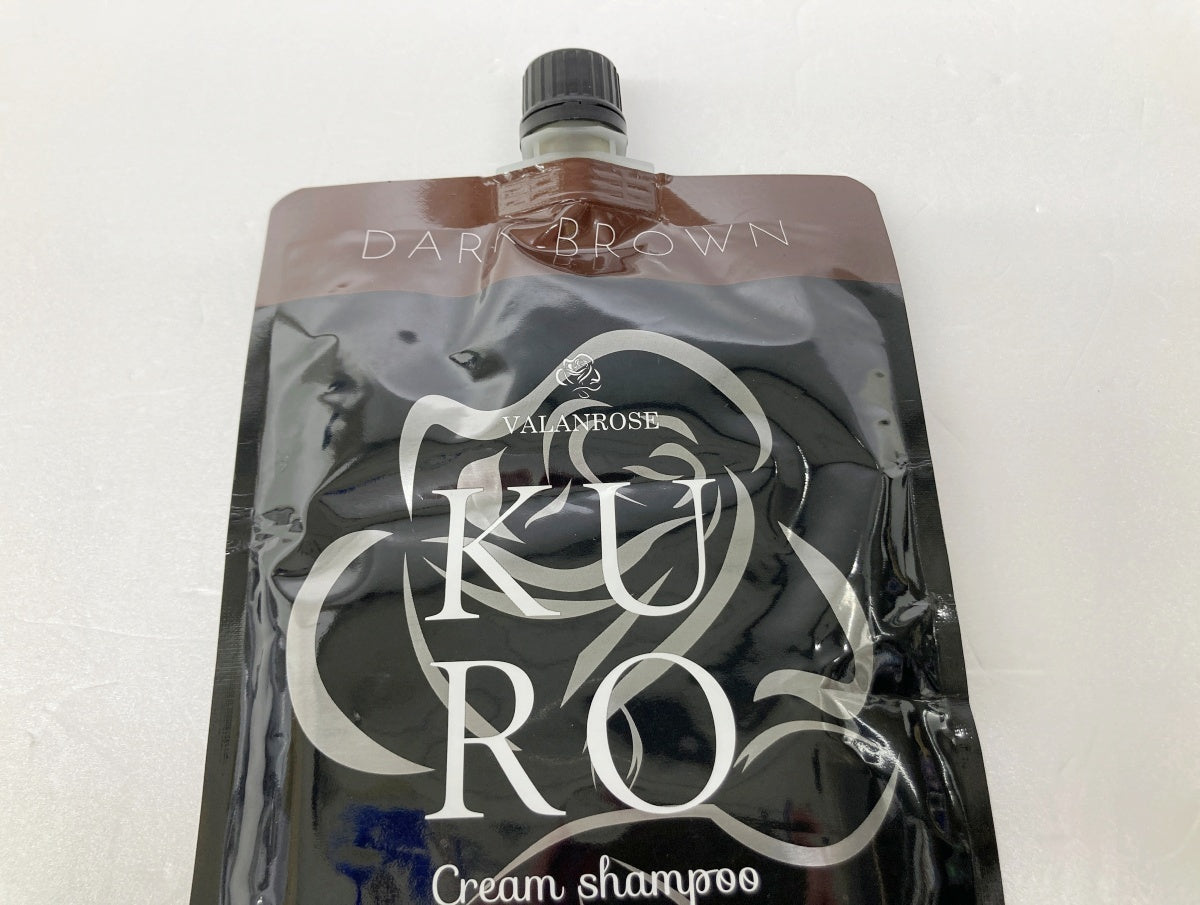 DARK BROWN
VALANROSE
KU
RO
Cream shampoo